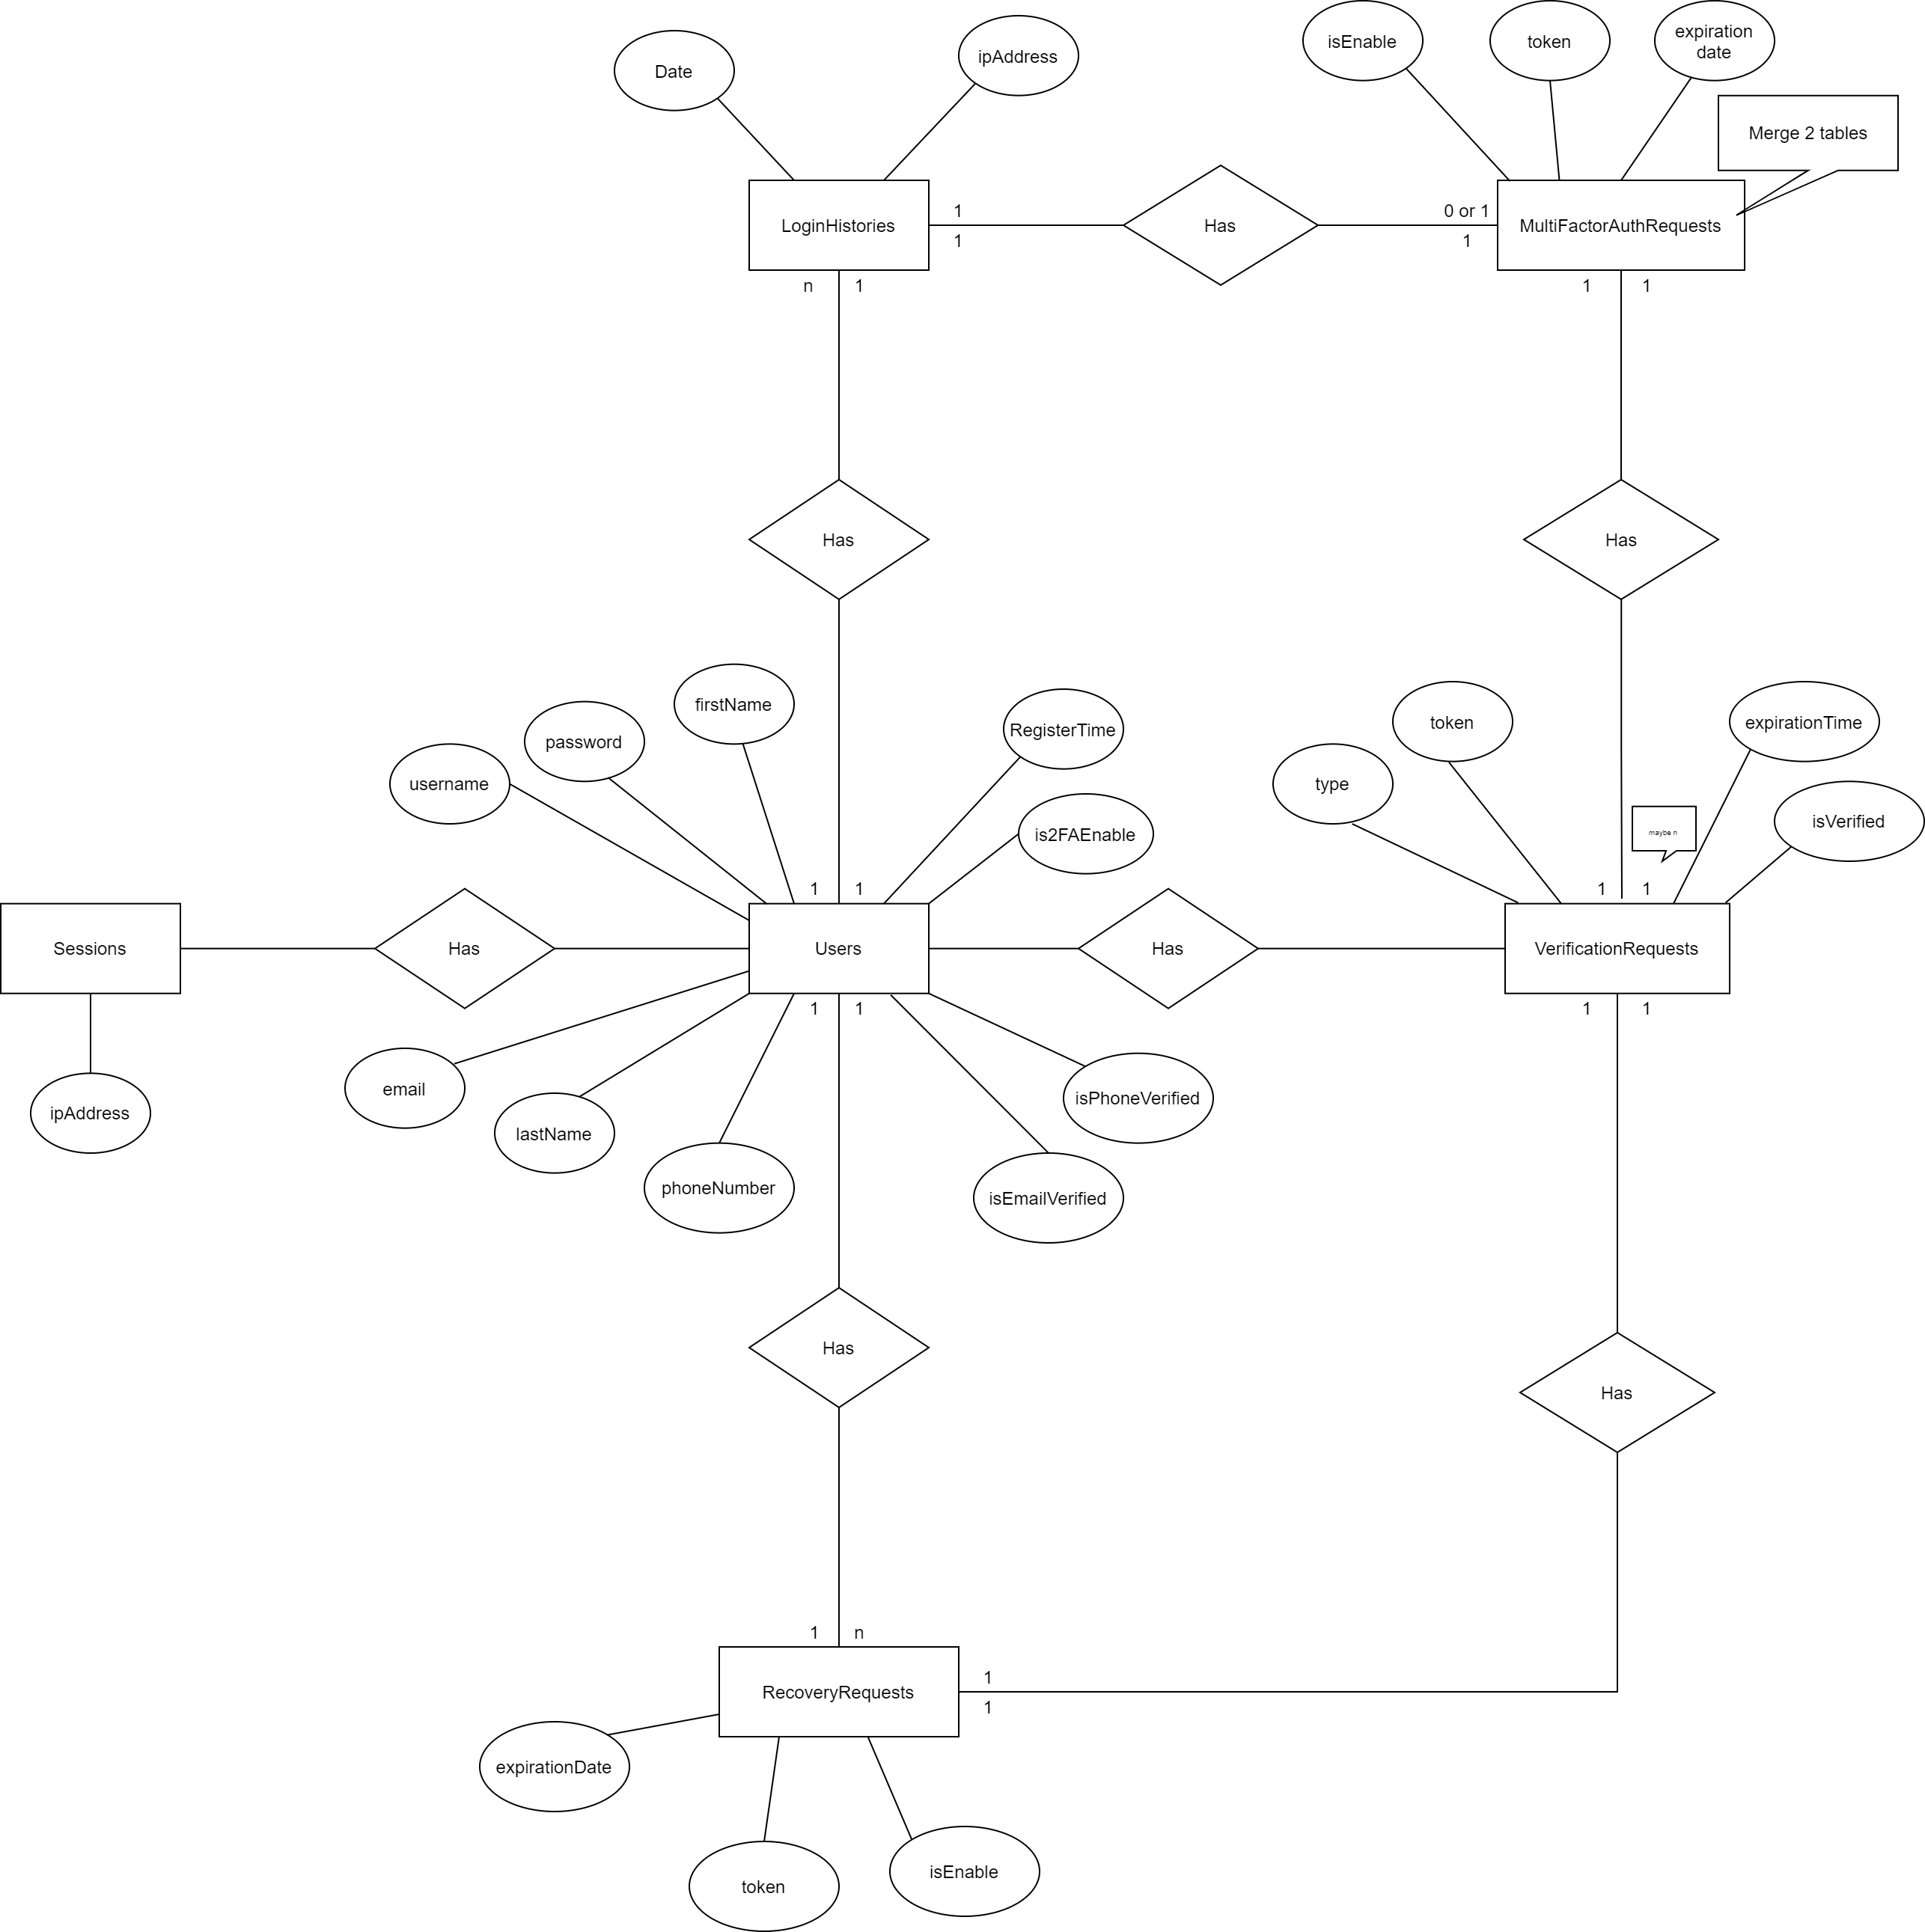 isEnable
token
expiration
date
Date
ipAddress
Merge 2 tables
LoginHistories
1
1
Has
0 or 1
1
MultiFactorAuthRequests
n
1
1
1
Has
Has
firstName
password
username
RegisterTime
is2FAEnable
token
type
expirationTime
isVerified
maybe n
1
1
1
1
Sessions
Has
Users
Has
VerificationRequests
1
1
1
1
ipAddress
email
lastName
phoneNumber
isPhoneVerified
isEmailVerified
Has
Has
1
n
RecoveryRequests
1
1
expirationDate
token
isEnable